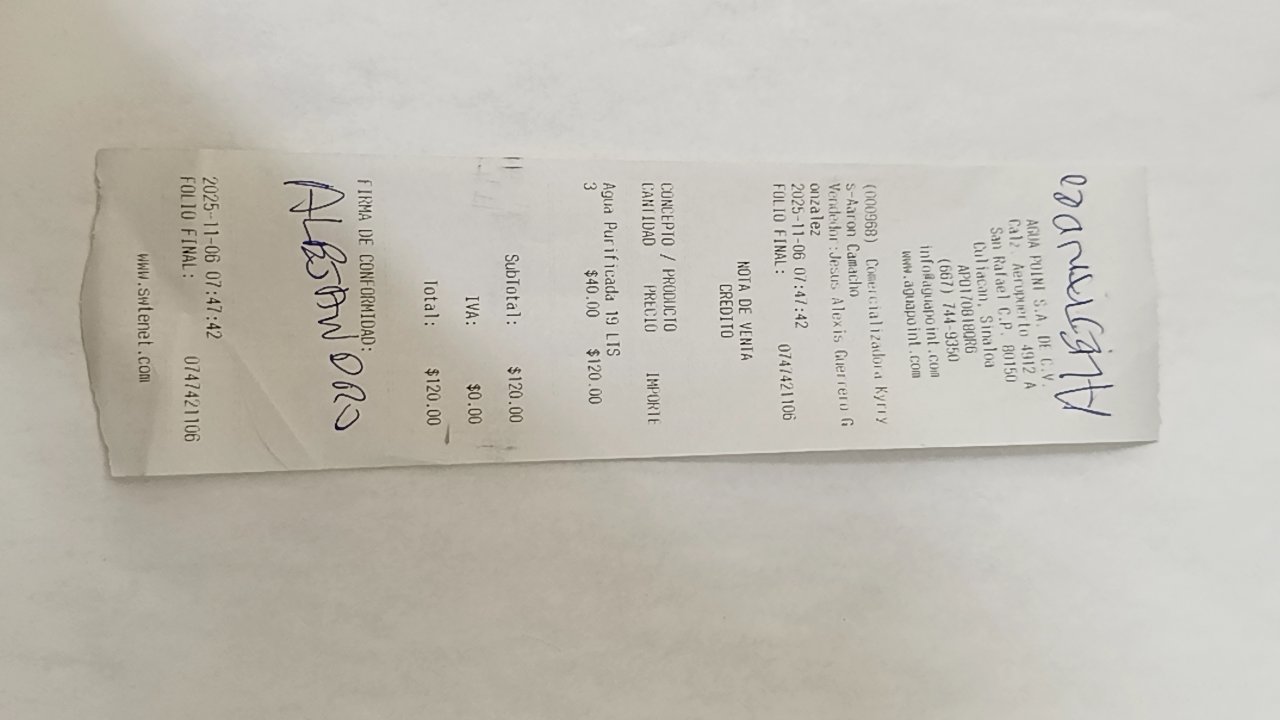 AGUA POINT S.A. DE C.V.
Calz. Aeropuerto 4912 A
San Rafael C.P. 80150
Culiacan, Sinaloa
APO170818QR6
(667) 744-9350
info@aguapoint.com
www.aguapoint.com
(000968) Comercializadora Kyrry
s-Aaron Camacho
Vendedor:Jesus Alexis Guerrero G
onzalez
2025-11-06 07:47:42
FOLIO FINAL: 0747421106
NOTA DE VENTA
CREDITO
CONCEPTO / PRODUCTO
CANTIDAD PRECIO IMPORTE
Agua Purificada 19 LTS
3 $40.00 $120.00
SubTotal: $120.00
IVA: $0.00
Total: $120.00
FIRMA DE CONFORMIDAD:
2025-11-06 07:47:42
FOLIO FINAL: 0747421106
www.swtenet.com